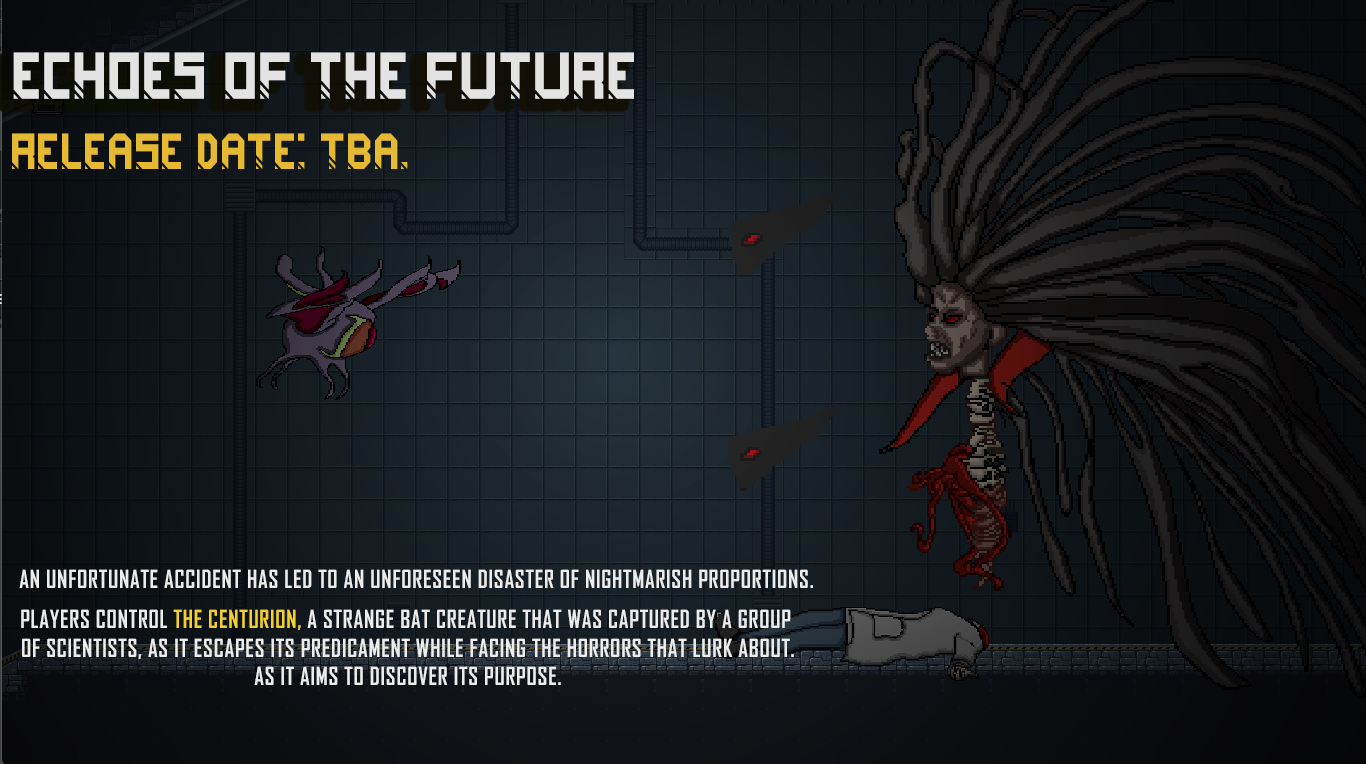 ECHOES OF THE FUTURE
RELEASE DATE: TBA.
AN UNFORTUNATE ACCIDENT HAS LED TO AN UNFORESEEN DISASTER OF NIGHTMARISH PROPORTIONS.
PLAYERS CONTROL THE CENTURION, A STRANGE BAT CREATURE THAT WAS CAPTURED BY A GROUP
OF SCIENTISTS, AS IT ESCAPES ITS PREDICAMENT WHILE FACING THE HORRORS THAT LURK ABOUT.
AS IT AIMS TO DISCOVER ITS PURPOSE.